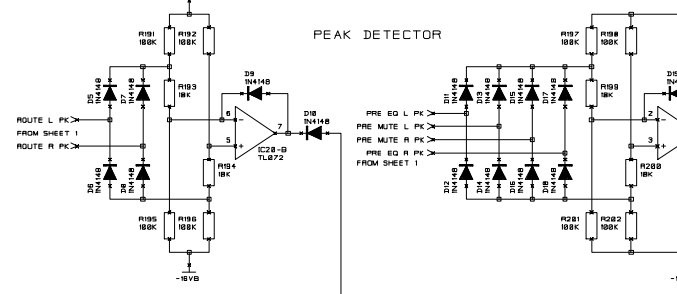 PEAK DETECTOR
R191
100K
R192
100K
D9
1N4148
D5
1N4148
D7
1N4148
R193
10K
D10
1N4148
ROUTE L PK
FROM SHEET 1
ROUTE R PK
6
7
5
IC20-B
TL072
R194
10K
D6
1N4148
D8
1N4148
R195
100K
R196
100K
-16VB
R197
100K
R198
100K
D11
1N4148
D13
1N4148
D15
1N4148
D17
1N4148
R199
10K
PRE EQ L PK
PRE MUTE L PK
PRE MUTE R PK
PRE EQ R PK
FROM SHEET 1
2
3
R200
10K
D12
1N4148
D14
1N4148
D16
1N4148
D18
1N4148
R201
100K
R202
100K